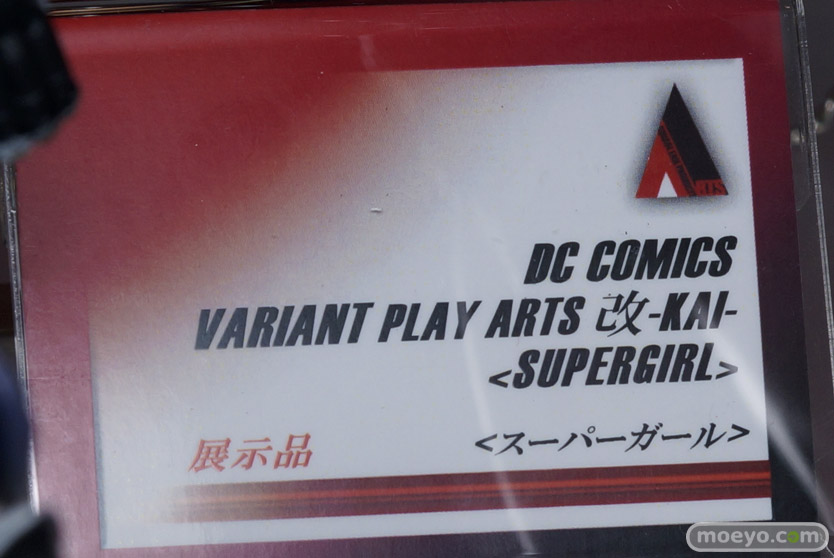 ARTS
DC COMICS
VARIANT PLAY ARTS 改-KAI-
<SUPERGIRL>
<スーパーガール>
展示品
moeyo.com